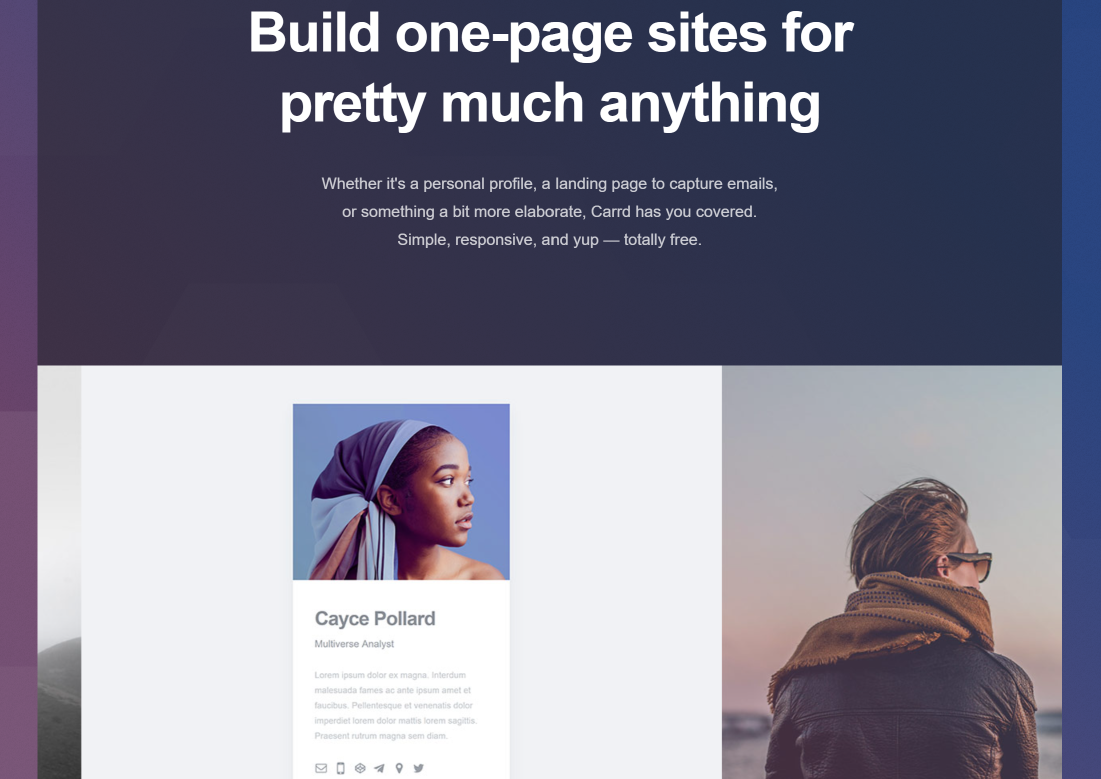 Build one-page sites for
pretty much anything
Whether it's a personal profile, a landing page to capture emails,
or something a bit more elaborate, Carrd has you covered.
Simple, responsive, and yup — totally free.
Cayce Pollard
Multiverse Analyst
Lorem ipsum dolor ex magna. Interdum
malesuada fames ac ante ipsum amet et
faucibus. Pellentesque et venenatis dolor
imperdiet lorem dolor mattis lorem sagittis.
Praesent rutrum magna sem diam.